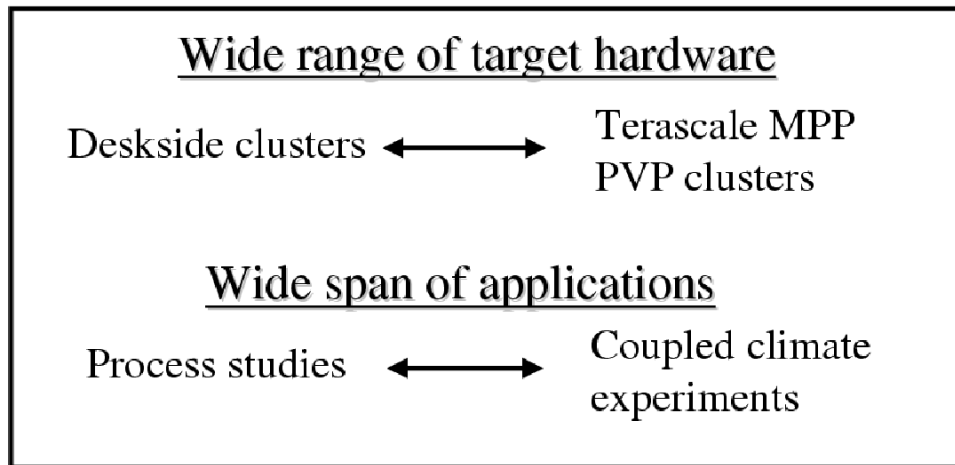 Wide range of target hardware
Deskside clusters
Terascale MPP
PVP clusters
Wide span of applications
Process studies
Coupled climate
experiments